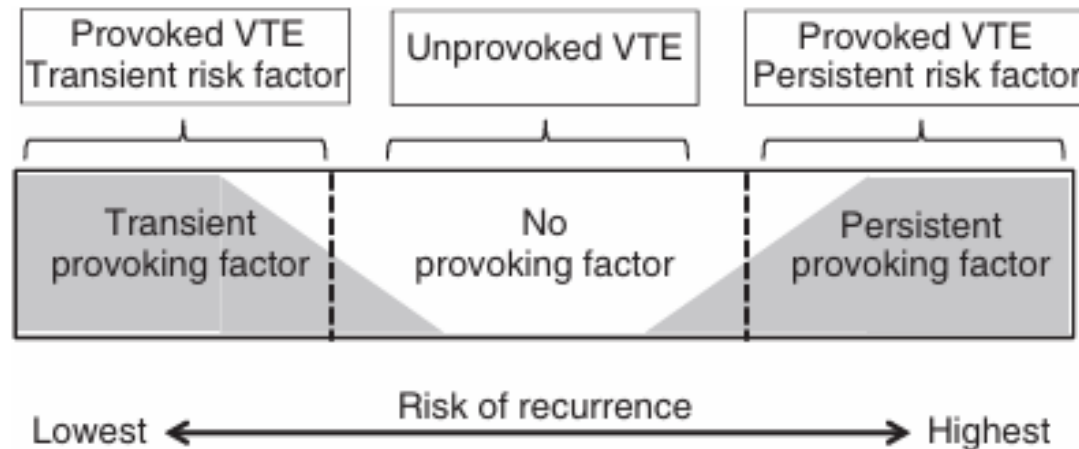 Provoked VTE
Transient risk factor
Unprovoked VTE
Provoked VTE
Persistent risk factor
Transient
provoking factor
No
provoking factor
Persistent
provoking factor
Risk of recurrence
Lowest
Highest